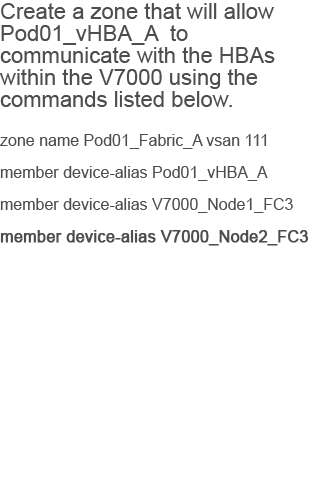 Create a zone that will allow
Pod01_vHBA_A to
communicate with the HBAs
within the V7000 using the
commands listed below.
zone name Pod01_Fabric_A vsan 111
member device-alias Pod01_vHBA_A
member device-alias V7000_Node1_FC3
member device-alias V7000_Node2_FC3